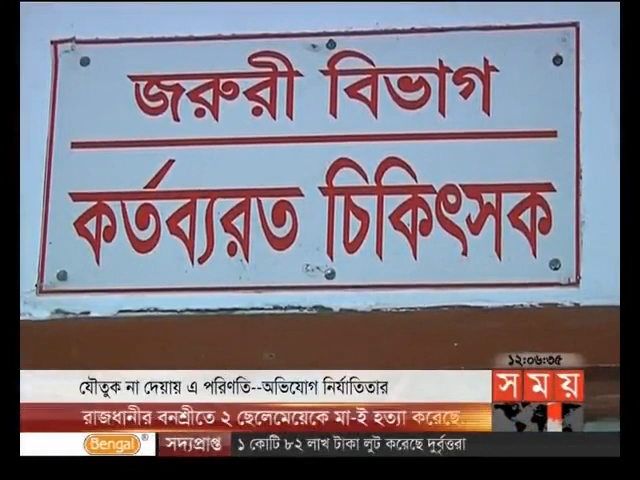 জরুরী বিভাগ
কর্তব্যরত চিকিৎসক
১২:০৬:৩৫
যৌতুক না দেয়ায় এ পরিণতি--অভিযোগ নির্যাতিতার
সময়
রাজধানীর বনশ্রীতে ২ ছেলেমেয়েকে মা-ই হত্যা করেছে..
Bengal® সদ্যপ্রাপ্ত ১ কোটি ৮২ লাখ টাকা লুট করেছে দুর্বৃত্তরা